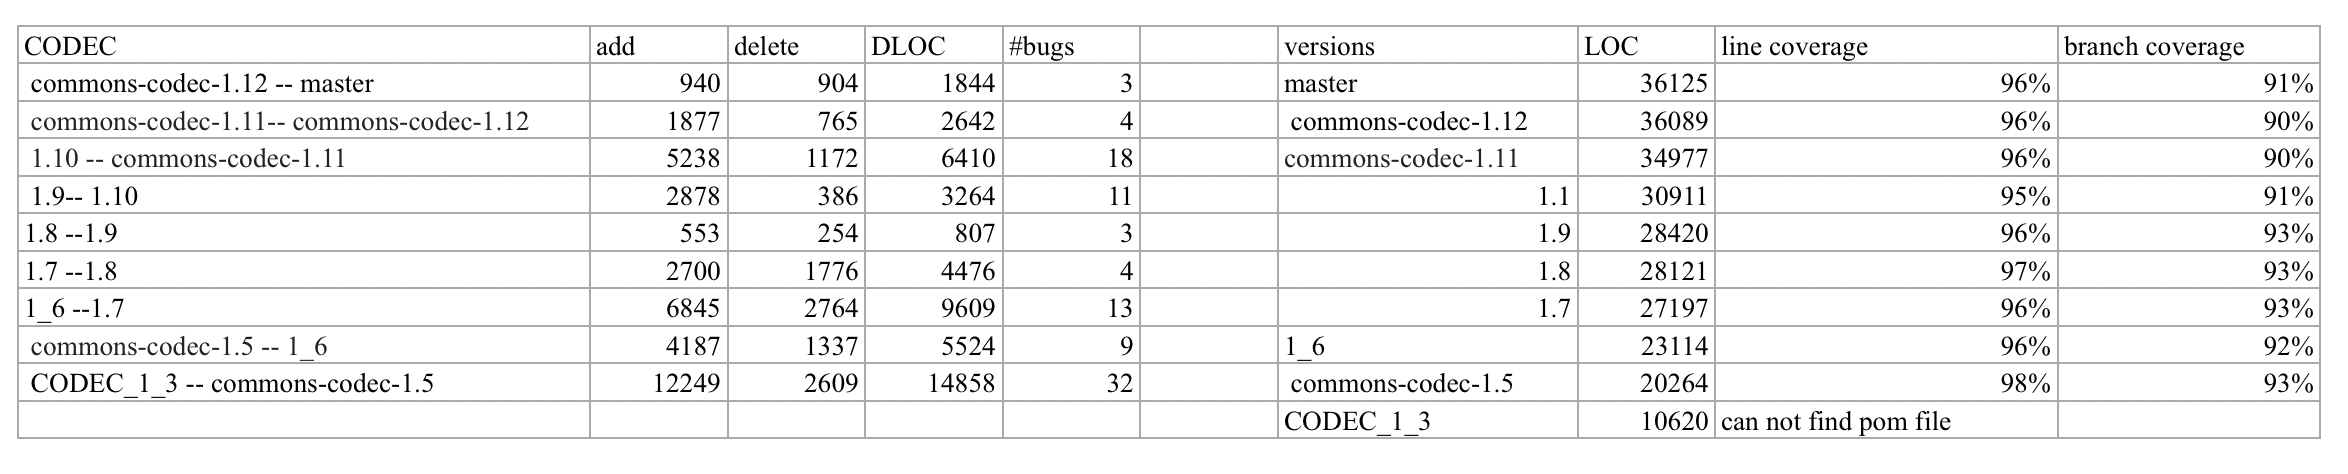 CODEC add delete DLOC #bugs versions LOC line coverage branch coverage
commons-codec-1.12 -- master 940 904 1844 3 master 36125 96% 91%
commons-codec-1.11-- commons-codec-1.12 1877 765 2642 4 commons-codec-1.12 36089 96% 90%
1.10 -- commons-codec-1.11 5238 1172 6410 18 commons-codec-1.11 34977 96% 90%
1.9-- 1.10 2878 386 3264 11 1.1 30911 95% 91%
1.8 --1.9 553 254 807 3 1.9 28420 96% 93%
1.7 --1.8 2700 1776 4476 4 1.8 28121 97% 93%
1_6 --1.7 6845 2764 9609 13 1.7 27197 96% 93%
commons-codec-1.5 -- 1_6 4187 1337 5524 9 1_6 23114 96% 92%
CODEC_1_3 -- commons-codec-1.5 12249 2609 14858 32 commons-codec-1.5 20264 98% 93%
CODEC_1_3 10620 can not find pom file